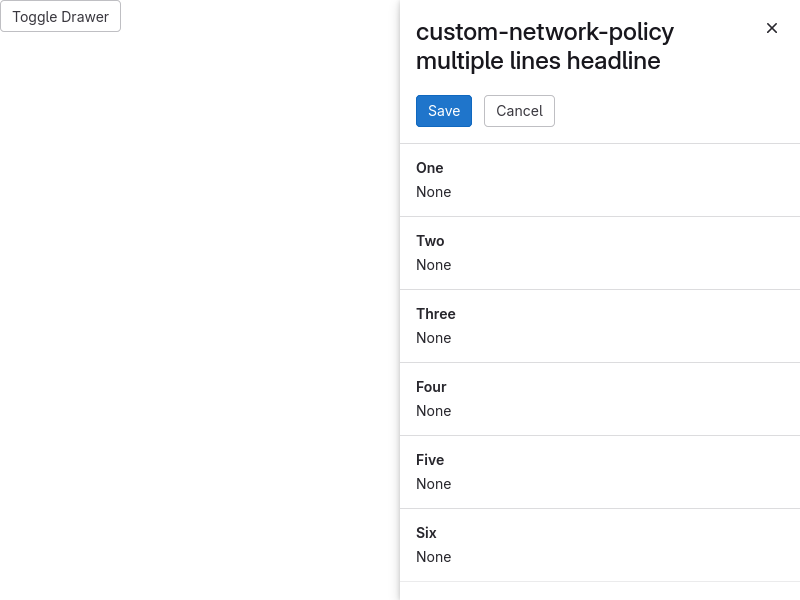 Toggle Drawer
custom-network-policy
multiple lines headline
Save
Cancel
One
None
Two
None
Three
None
Four
None
Five
None
Six
None